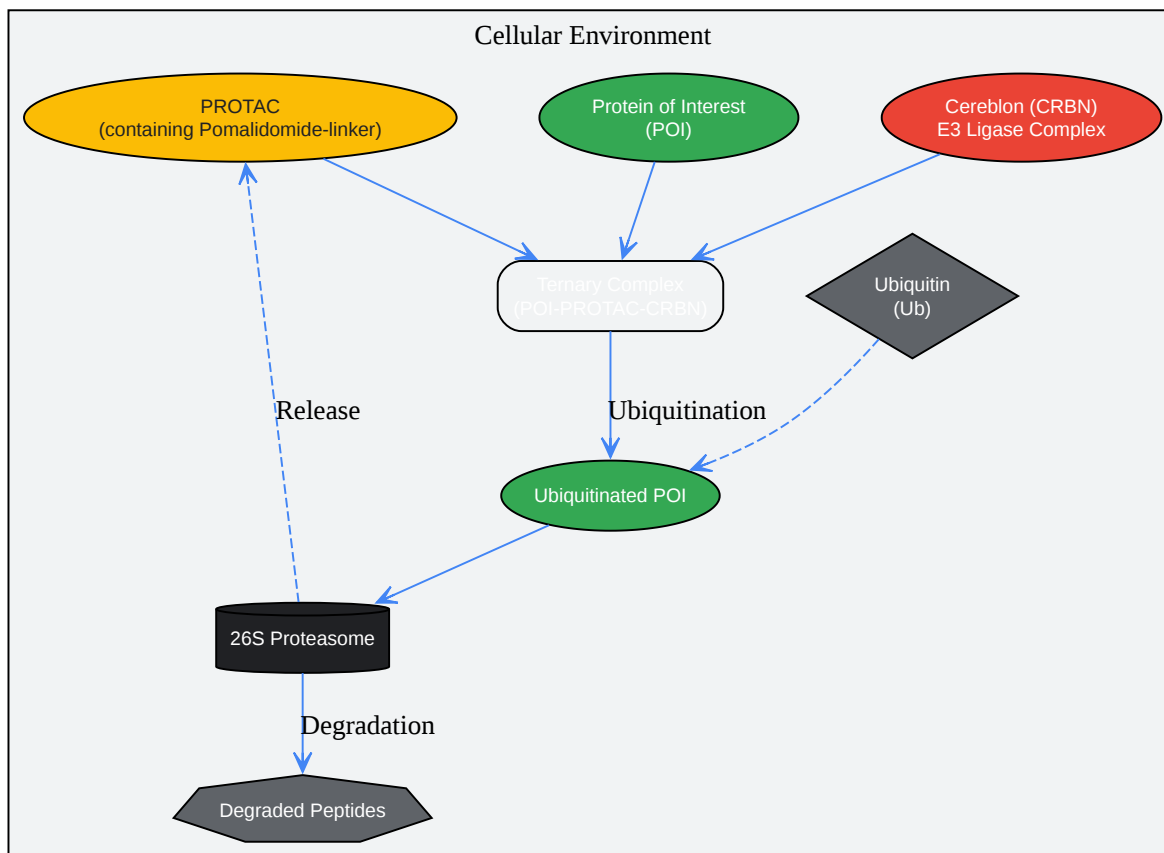 Cellular Environment
PROTAC
(containing Pomalidomide-linker)
Protein of Interest
(POI)
Cereblon (CRBN)
E3 Ligase Complex
Ternary Complex
(POI-PROTAC-CRBN)
Ubiquitin
(Ub)
Release
Ubiquitination
Ubiquitinated POI
26S Proteasome
Degradation
Degraded Peptides